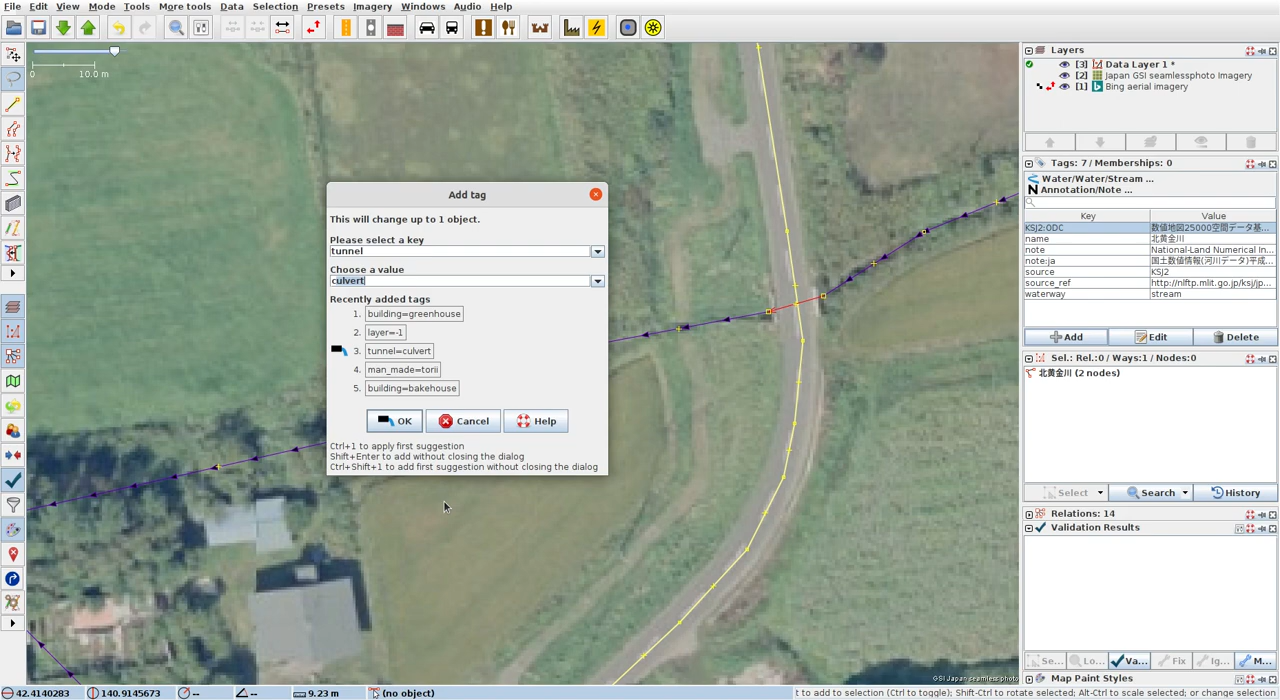 File Edit View Mode Tools More tools Data Selection Presets Imagery Windows Audio Help
0 10.0 m
Add tag
This will change up to 1 object.
Please select a key
tunnel
Choose a value
culvert
Recently added tags
1. building=greenhouse
2. layer=-1
3. tunnel=culvert
4. man_made=torii
5. building=bakehouse
OK Cancel Help
Ctrl+1 to apply first suggestion
Shift+Enter to add without closing the dialog
Ctrl+Shift+1 to add first suggestion without closing the dialog
GSI Japan seamless photo
Layers
[3] Data Layer 1 *
[2] Japan GSI seamlessphoto Imagery
[1] Bing aerial imagery
Tags: 7 / Memberships: 0
Water/Water/Stream ...
Annotation/Note ...
Key Value
KSJ2:ODC 数値地図25000空間データ基...
name 北黄金川
note National-Land Numerical In...
note:ja 国土数値情報(河川データ)平成...
source KSJ2
source_ref http://nlftp.mlit.go.jp/ksj/jp...
waterway stream
Add Edit Delete
Sel.: Rel.:0 / Ways:1 / Nodes:0
北黄金川 (2 nodes)
Select Search History
Relations: 14
Validation Results
Se... Lo... Va... Fix Ig... M...
Map Paint Styles
42.4140283 140.9145673 -- -- 9.23 m (no object) t to add to selection (Ctrl to toggle); Shift-Ctrl to rotate selected; Alt-Ctrl to scale selected; or change selection